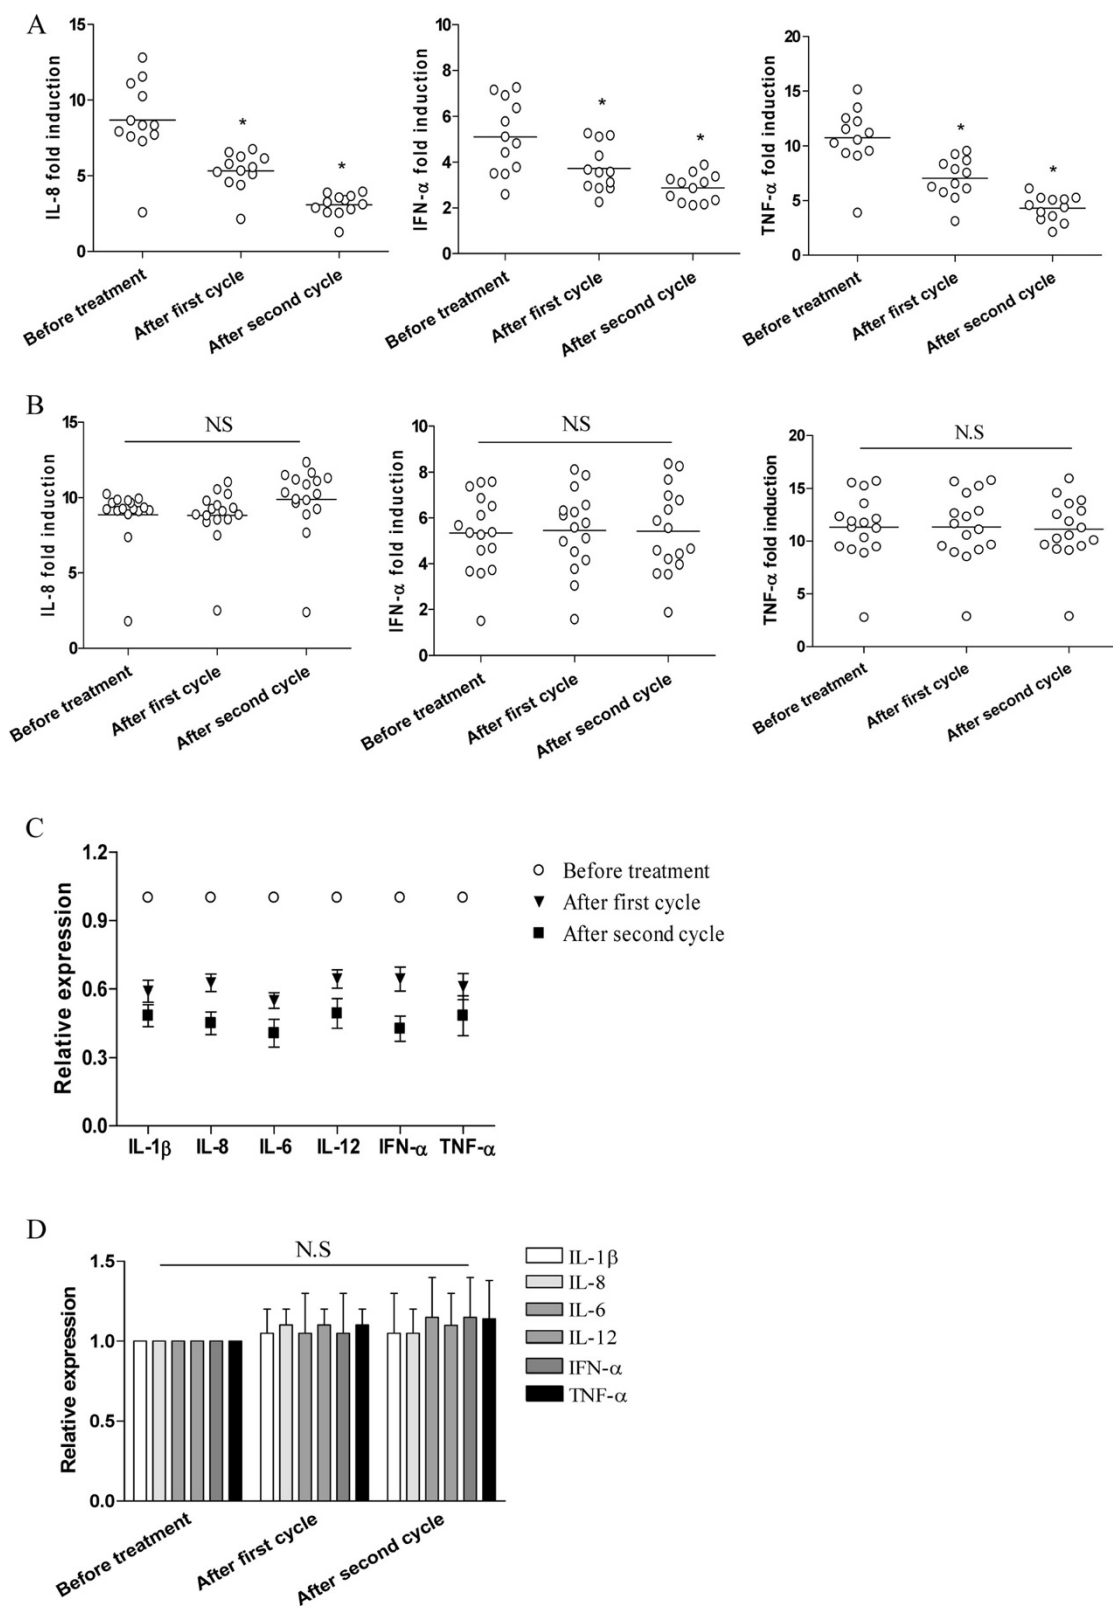 A
IL-8 fold induction
15
10
5
0
*
*
Before treatment
After first cycle
After second cycle
IFN-α fold induction
10
8
6
4
2
0
*
*
Before treatment
After first cycle
After second cycle
TNF-α fold induction
20
15
10
5
0
*
*
Before treatment
After first cycle
After second cycle
B
IL-8 fold induction
15
10
5
0
N.S
Before treatment
After first cycle
After second cycle
IFN-α fold induction
10
8
6
4
2
0
N.S
Before treatment
After first cycle
After second cycle
TNF-α fold induction
20
15
10
5
0
N.S
Before treatment
After first cycle
After second cycle
C
Relative expression
1.2
0.9
0.6
0.3
0.0
IL-1β IL-8 IL-6 IL-12 IFN-α TNF-α
Before treatment
After first cycle
After second cycle
D
Relative expression
1.5
1.0
0.5
0.0
N.S
Before treatment
After first cycle
After second cycle
IL-1β
IL-8
IL-6
IL-12
IFN-α
TNF-α